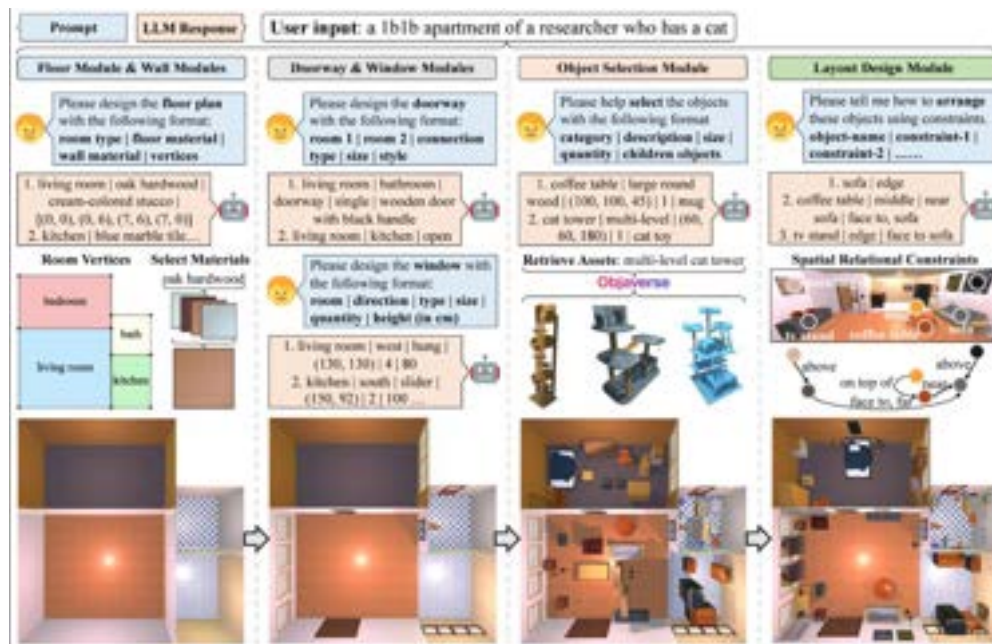 Prompt
LLM Response
User input: a 1b1b apartment of a researcher who has a cat
Floor Module & Wall Modules
Please design the floor plan
with the following format:
room type | floor material |
wall material | vertices
1. living room | oak hardwood |
cream-colored stucco |
[(0, 0), (0, 6), (7, 6), (7, 0)]
2. kitchen | blue marble tile…
Room Vertices
Select Materials
oak hardwood
bedroom
bath
living room
kitchen
Doorway & Window Modules
Please design the doorway
with the following format:
room 1 | room 2 | connection
type | size | style
1. living room | bathroom |
doorway | single | wooden door
with black handle
2. living room | kitchen | open
Please design the window with
the following format:
room | direction | type | size |
quantity | height (in cm)
1. living room | west | hung |
(130, 130) | 4 | 80
2. kitchen | south | slider |
(150, 92) | 2 | 100 …
Object Selection Module
Please help select the objects
with the following format
category | description | size |
quantity | children objects
1. coffee table | large round
wood | (100, 100, 45) | 1 | mug
2. cat tower | multi-level | (60,
60, 180) | 1 | cat toy
Retrieve Assets: multi-level cat tower
Objaverse
Layout Design Module
Please tell me how to arrange
these objects using constraints.
object-name | constraint-1 |
constraint-2 | ……
1. sofa | edge
2. coffee table | middle | near
sofa | face to, sofa
3. tv stand | edge | face to sofa
Spatial Relational Constraints
tv stand
coffee table
sofa
above
above
on top of
near
face to, far